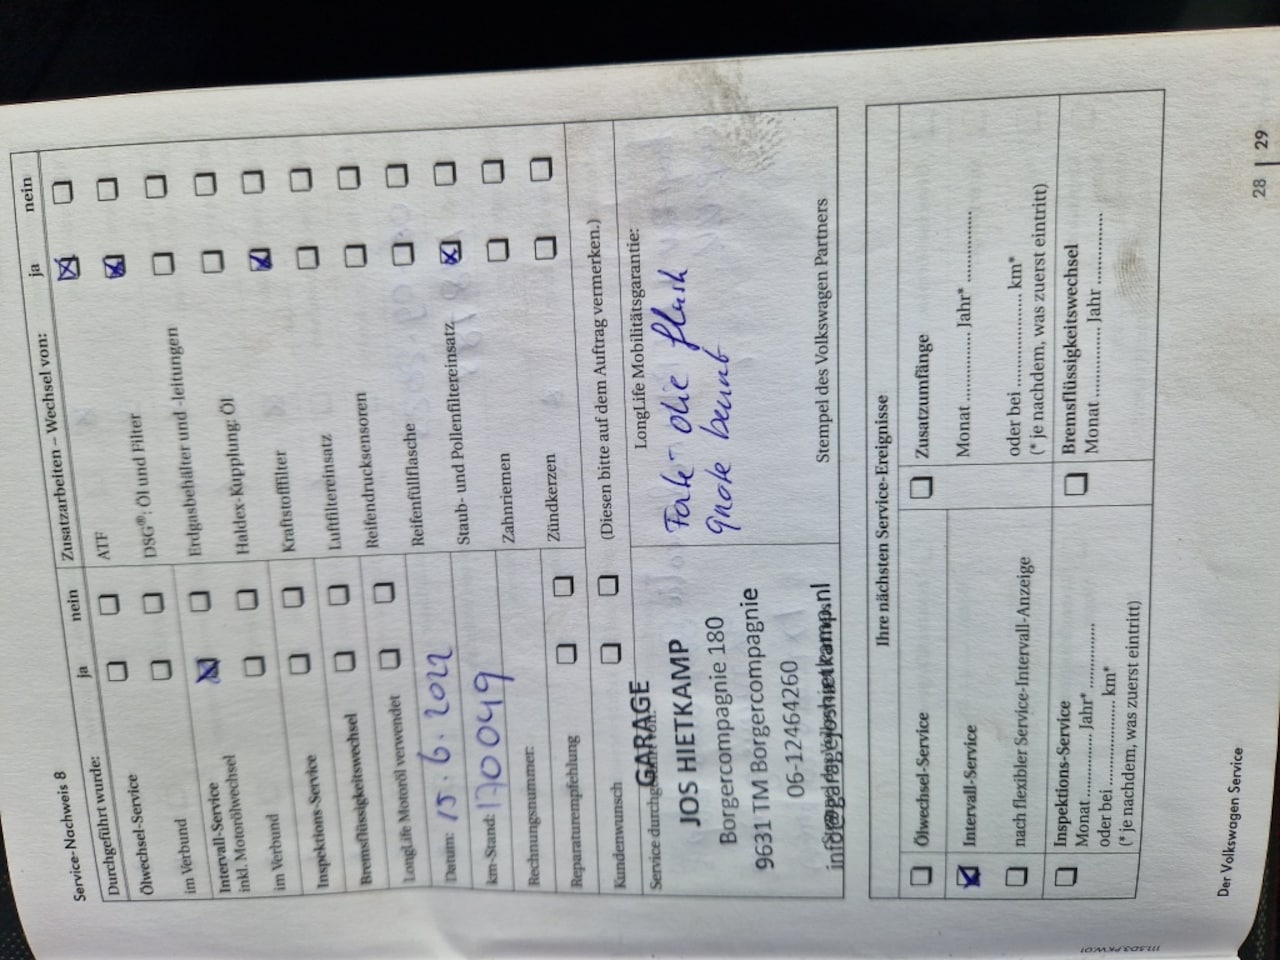 Service-Nachweis 8
Durchgeführt wurde: ja nein
Ölwechsel-Service
im Verbund
Intervall-Service
inkl. Motorölwechsel
im Verbund
Inspektions-Service
Bremsflüssigkeitswechsel
LongLife Motoröl verwendet
Datum: 15.6.2022
km-Stand: 170049
Rechnungsnummer:
Zusatzarbeiten – Wechsel von: ja nein
ATF
DSG®: Öl und Filter
Erdgasbehälter und -leitungen
Haldex-Kupplung: Öl
Kraftstofffilter
Luftfiltereinsatz
Reifendrucksensoren
Reifenfüllflasche
Staub- und Pollenfiltereinsatz
Zahnriemen
Zündkerzen
Reparaturempfehlung
Kundenwunsch (Diesen bitte auf dem Auftrag vermerken.)
Service durchgeführt von:
GARAGE
JOS HIETKAMP
Borgercompagnie 180
9631 TM Borgercompagnie
06-12464260
info@garagejoshietkamp.nl
LongLife Mobilitätsgarantie:
olie flush
Stempel des Volkswagen Partners
Ihre nächsten Service-Ereignisse
Ölwechsel-Service
Intervall-Service
nach flexibler Service-Intervall-Anzeige
Inspektions-Service
Monat .............. Jahr* ..............
oder bei .................... km*
(* je nachdem, was zuerst eintritt)
Zusatzumfänge
Monat .............. Jahr* ..............
oder bei .................... km*
(* je nachdem, was zuerst eintritt)
Bremsflüssigkeitswechsel
Monat .............. Jahr ..............
Der Volkswagen Service
28 | 29